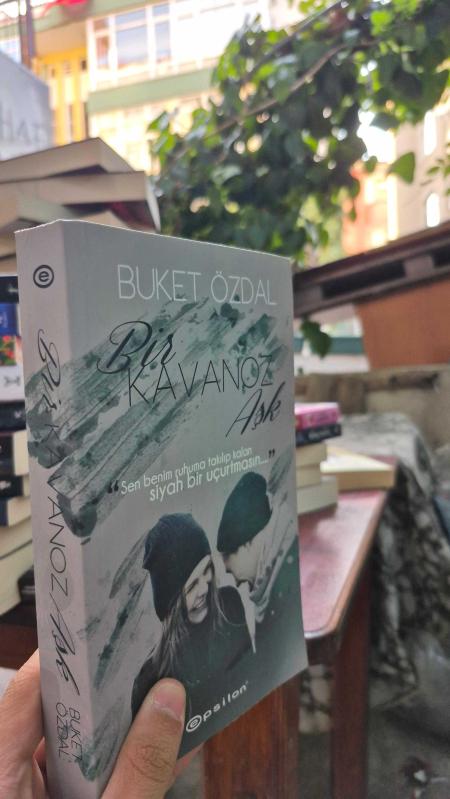 BUKET ÖZDAL
Bir
KAVANOZ
Aşk
"Sen benim ruhuma takılıp kalan
siyah bir uçurtmasın..."
epsilon
e
Bir KAVANOZ Aşk
BUKET
ÖZDAL